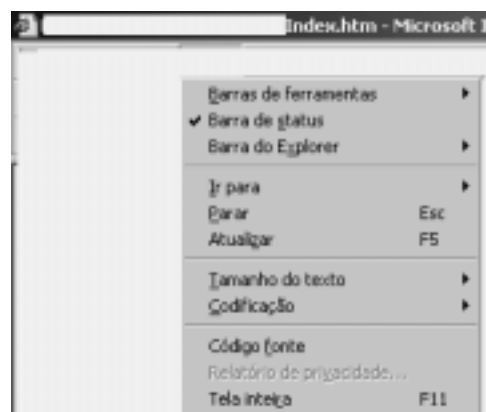 Index.htm - Microsoft
Barras de ferramentas
Barra de status
Barra do Explorer
Ir para
Parar Esc
Atualizar F5
Tamanho do texto
Codificação
Código fonte
Relatório de privacidade...
Tela inteira F11